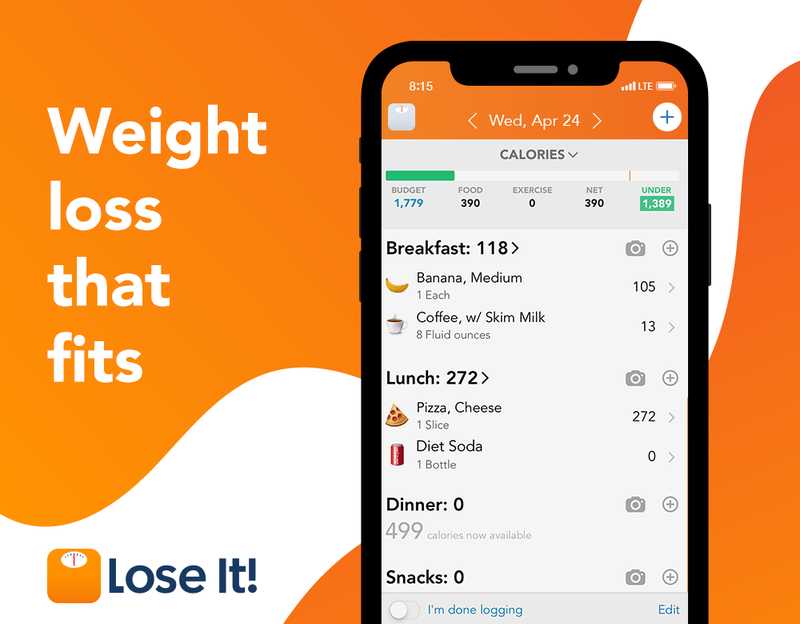 Weight
loss
that
fits
Lose It!
8:15
LTE
Wed, Apr 24
CALORIES
BUDGET FOOD EXERCISE NET UNDER
1,779 390 0 390 1,389
Breakfast: 118
Banana, Medium
1 Each
105
Coffee, w/ Skim Milk
8 Fluid ounces
13
Lunch: 272
Pizza, Cheese
1 Slice
272
Diet Soda
1 Bottle
0
Dinner: 0
499 calories now available
Snacks: 0
I'm done logging
Edit